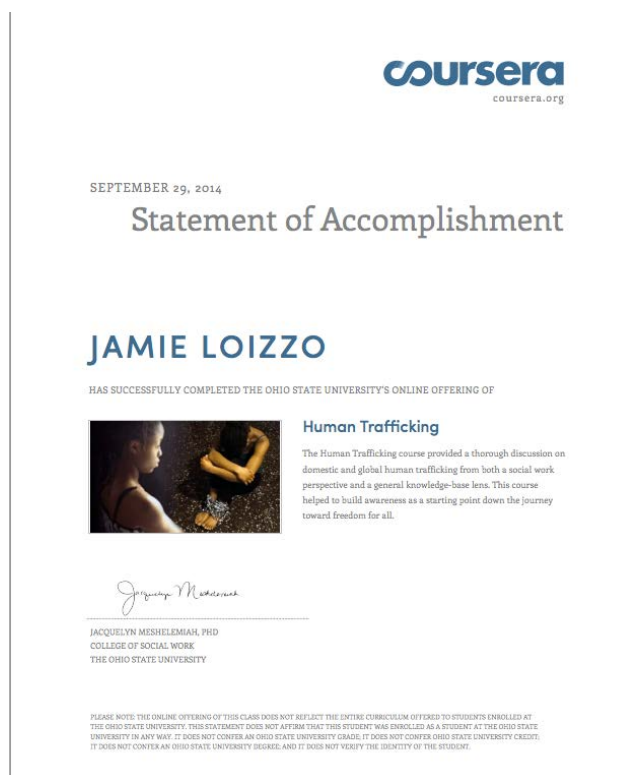 coursera
coursera.org
SEPTEMBER 29, 2014
Statement of Accomplishment
JAMIE LOIZZO
HAS SUCCESSFULLY COMPLETED THE OHIO STATE UNIVERSITY'S ONLINE OFFERING OF
Human Trafficking
The Human Trafficking course provided a thorough discussion on
domestic and global human trafficking from both a social work
perspective and a general knowledge-base lens. This course
helped to build awareness as a starting point down the journey
toward freedom for all.
Jacquelyn Meshelemiah
JACQUELYN MESHELEMIAH, PHD
COLLEGE OF SOCIAL WORK
THE OHIO STATE UNIVERSITY
PLEASE NOTE: THE ONLINE OFFERING OF THIS CLASS DOES NOT REFLECT THE ENTIRE CURRICULUM OFFERED TO STUDENTS ENROLLED AT
THE OHIO STATE UNIVERSITY. THIS STATEMENT DOES NOT AFFIRM THAT THIS STUDENT WAS ENROLLED AS A STUDENT AT THE OHIO STATE
UNIVERSITY IN ANY WAY. IT DOES NOT CONFER AN OHIO STATE UNIVERSITY GRADE; IT DOES NOT CONFER OHIO STATE UNIVERSITY CREDIT;
IT DOES NOT CONFER AN OHIO STATE UNIVERSITY DEGREE; AND IT DOES NOT VERIFY THE IDENTITY OF THE STUDENT.